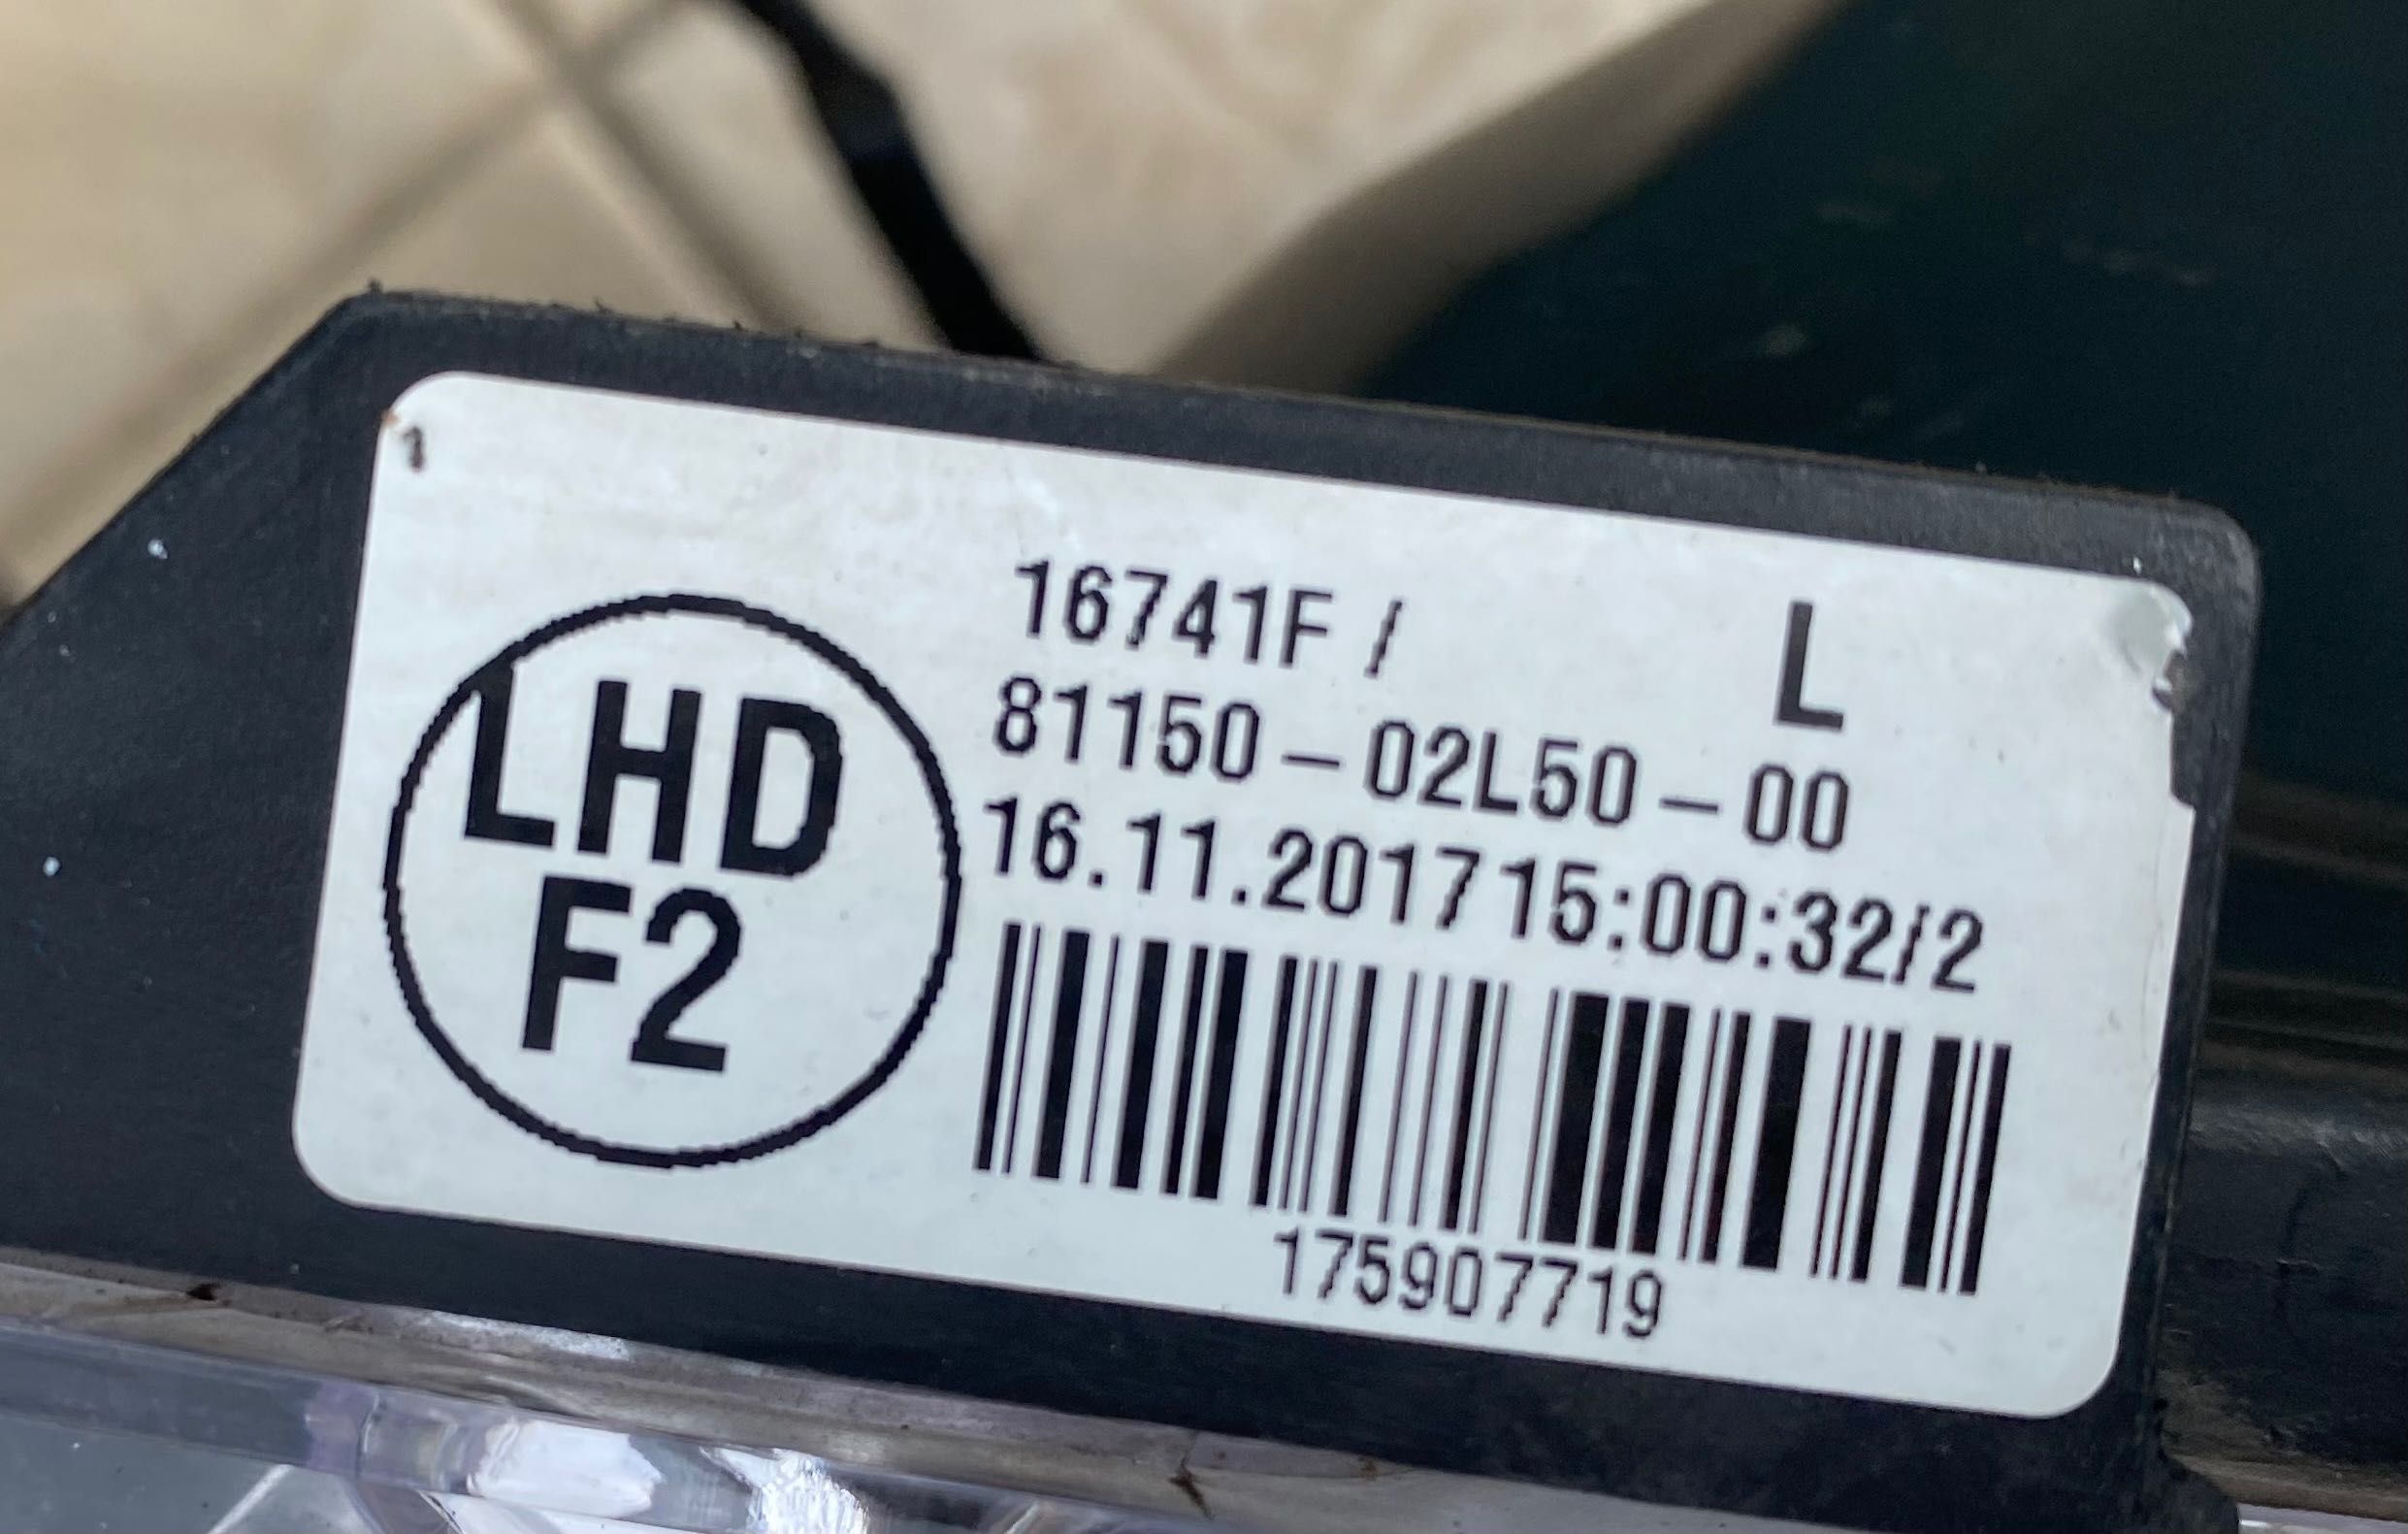 16741F / L
81150-02L50-00
16.11.2017 15:00:32/2
LHD
F2
175907719